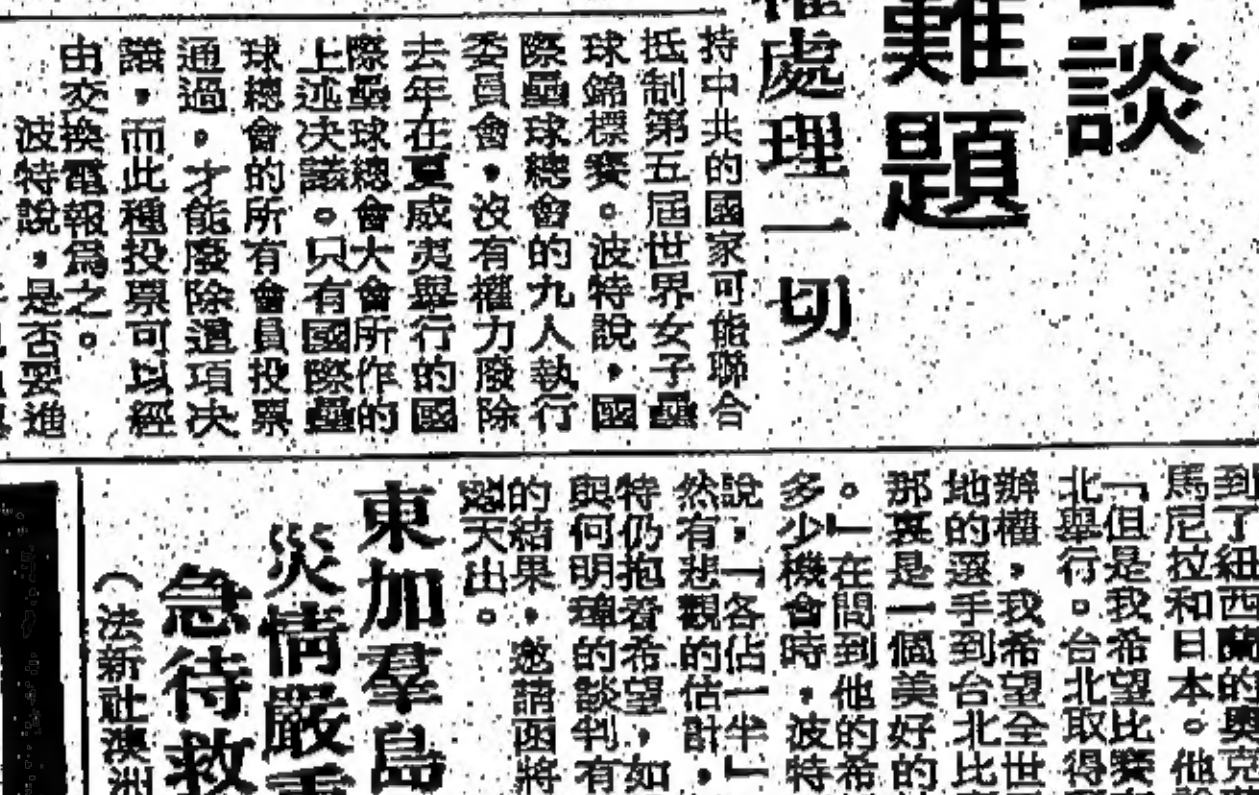 談
難題
處理一切
持中共的國家可能聯合
抵制第五屆世界女子壘
球錦標賽。波特說,國
際壘球總會的九人執行
委員會,沒有權力廢除
去年在夏威夷舉行的國
際壘球總會大會所作的
上述決議。只有國際壘
球總會的所有會員投票
通過,才能廢除這項決
議,而此種投票可以經
由交換電報爲之。
波特說,是否要進
到了紐西蘭的奧克
馬尼拉和日本。他
「但是我希望比賽
北舉行。台北取得
辦權,我希望全世
地的選手到台北比
那裏是一個美好的
。」在問到他的希
多少機會時,波特
說,「各佔一半」
然有悲觀的估計,
特仍抱着希望,如
與何明璋的談判有
的結果,邀請函將
天山。
東加羣島
災情嚴重
急待救
(法新社澳洲